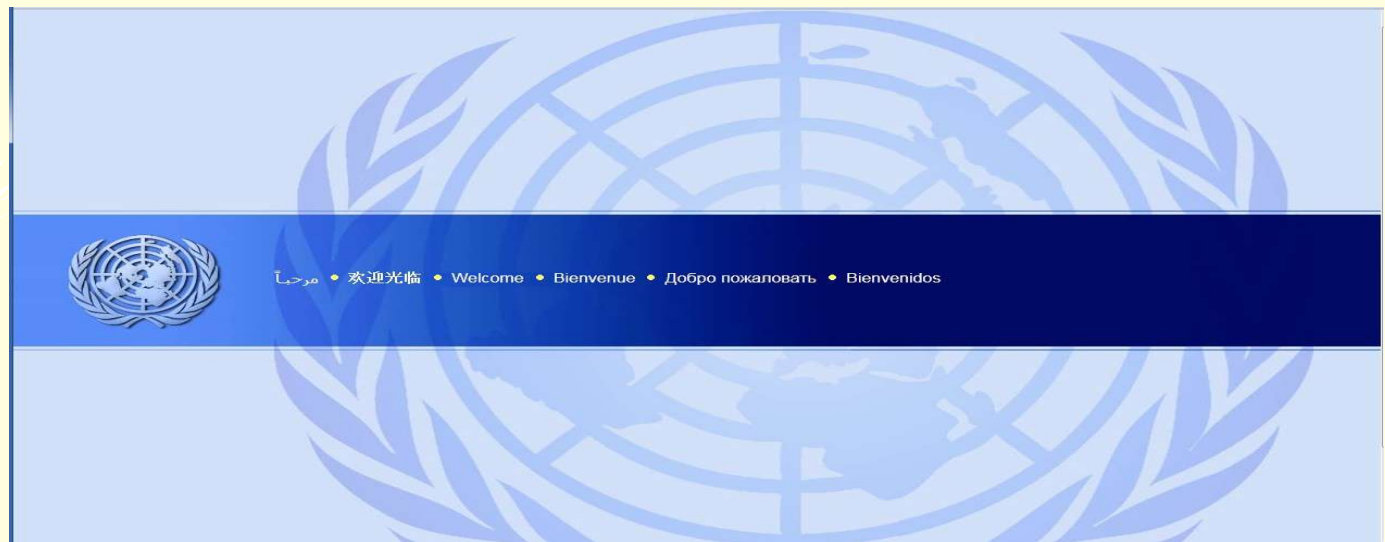 مرحباً • 欢迎光临 • Welcome • Bienvenue • Добро пожаловать • Bienvenidos